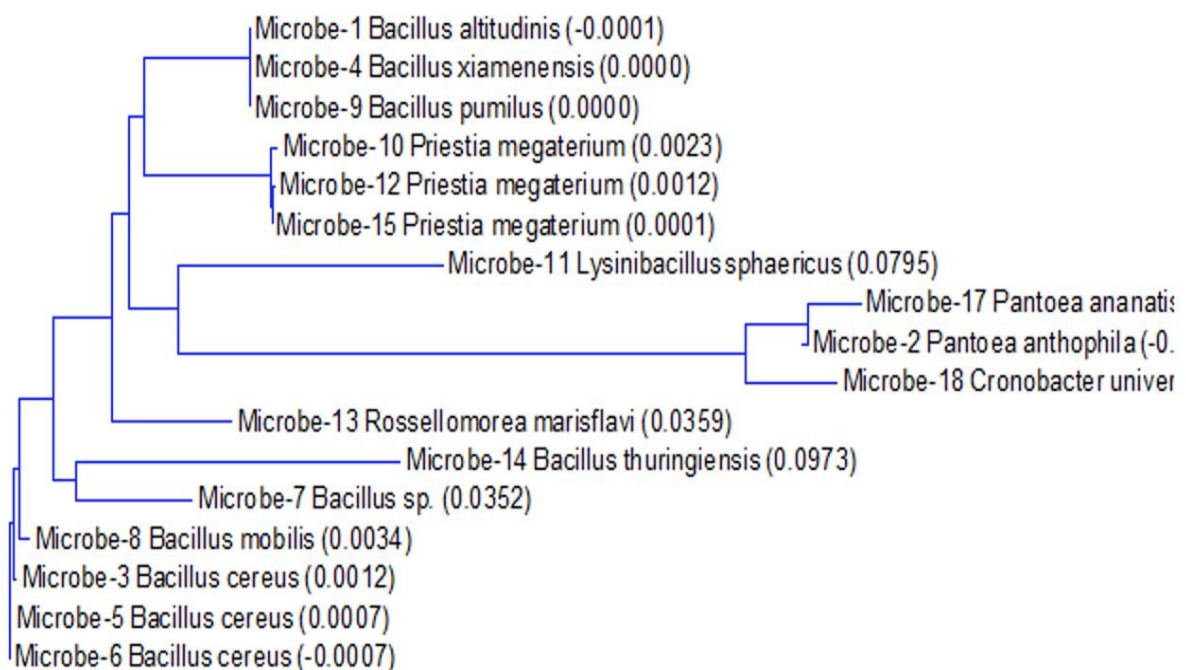 Microbe-1 Bacillus altitudinis (-0.0001)
Microbe-4 Bacillus xiamenensis (0.0000)
Microbe-9 Bacillus pumilus (0.0000)
Microbe-10 Priestia megaterium (0.0023)
Microbe-12 Priestia megaterium (0.0012)
Microbe-15 Priestia megaterium (0.0001)
Microbe-11 Lysinibacillus sphaericus (0.0795)
Microbe-17 Pantoea ananatis
Microbe-2 Pantoea anthophila (-0.
Microbe-18 Cronobacter univer
Microbe-13 Rossellomorea marisflavi (0.0359)
Microbe-14 Bacillus thuringiensis (0.0973)
Microbe-7 Bacillus sp. (0.0352)
Microbe-8 Bacillus mobilis (0.0034)
Microbe-3 Bacillus cereus (0.0012)
Microbe-5 Bacillus cereus (0.0007)
Microbe-6 Bacillus cereus (-0.0007)